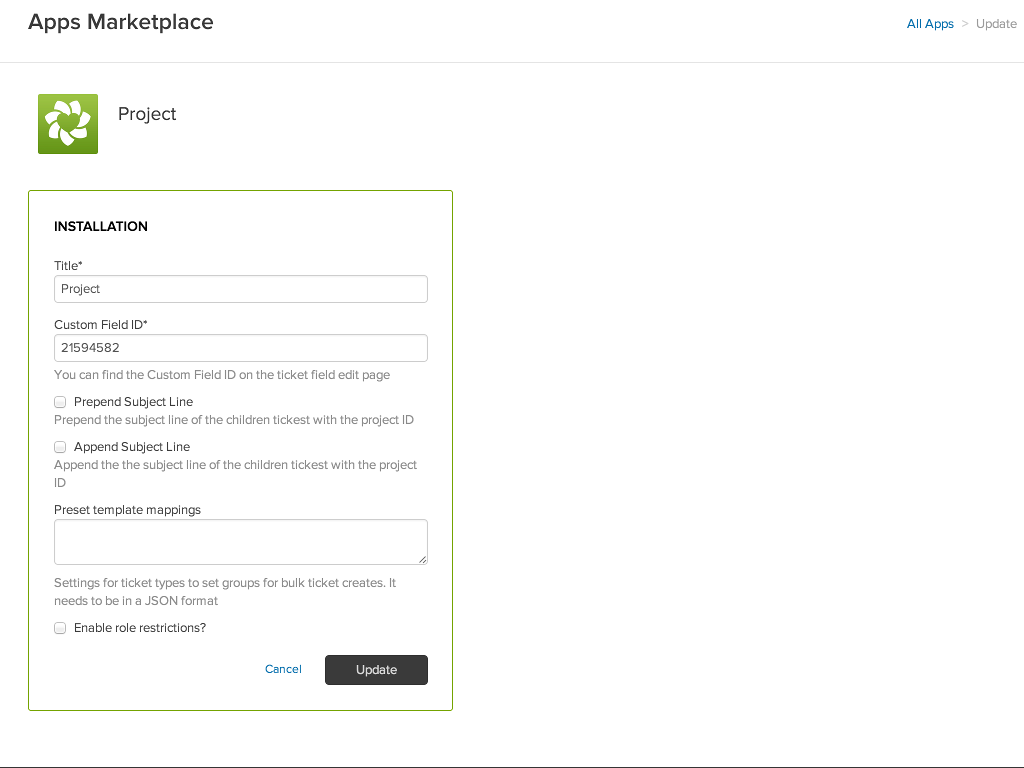 Apps Marketplace
All Apps > Update
Project
INSTALLATION
Title*
Project
Custom Field ID*
21594582
You can find the Custom Field ID on the ticket field edit page
Prepend Subject Line
Prepend the subject line of the children tickest with the project ID
Append Subject Line
Append the the subject line of the children tickest with the project
ID
Preset template mappings
Settings for ticket types to set groups for bulk ticket creates. It
needs to be in a JSON format
Enable role restrictions?
Cancel
Update